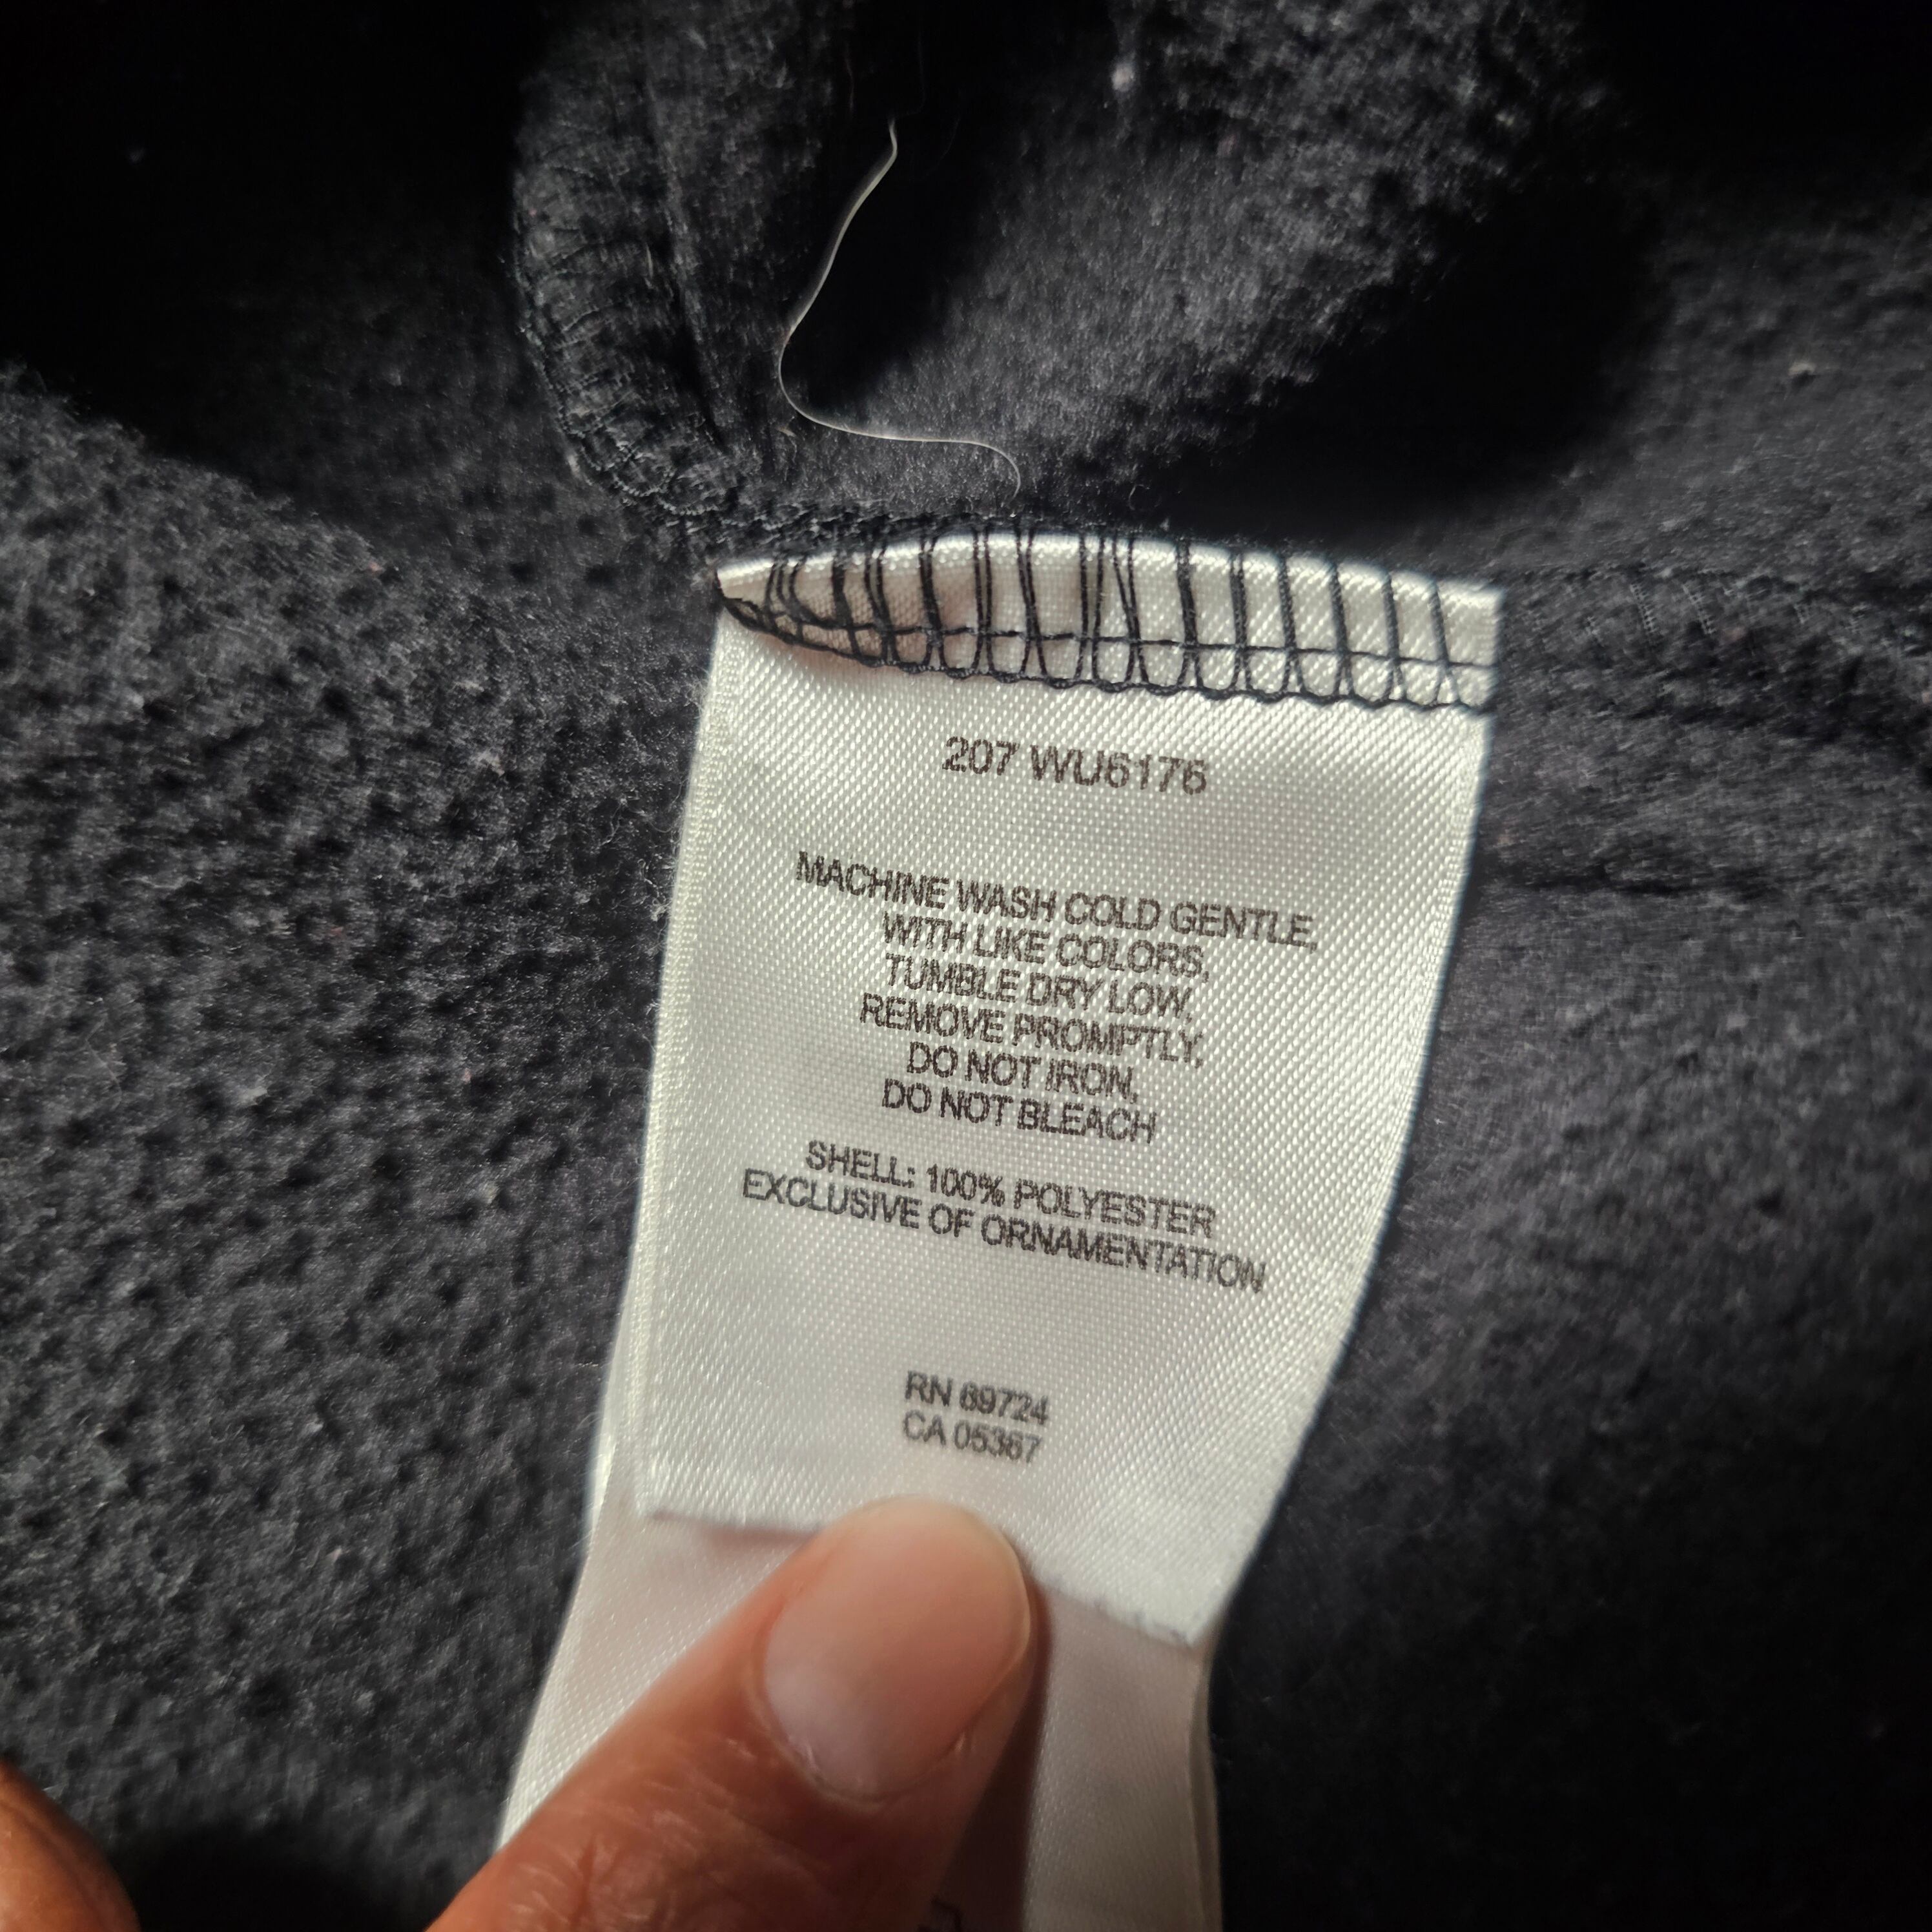 207 WU6176
MACHINE WASH COLD GENTLE,
WITH LIKE COLORS,
TUMBLE DRY LOW,
REMOVE PROMPTLY,
DO NOT IRON,
DO NOT BLEACH
SHELL: 100% POLYESTER
EXCLUSIVE OF ORNAMENTATION
RN 69724
CA 05367